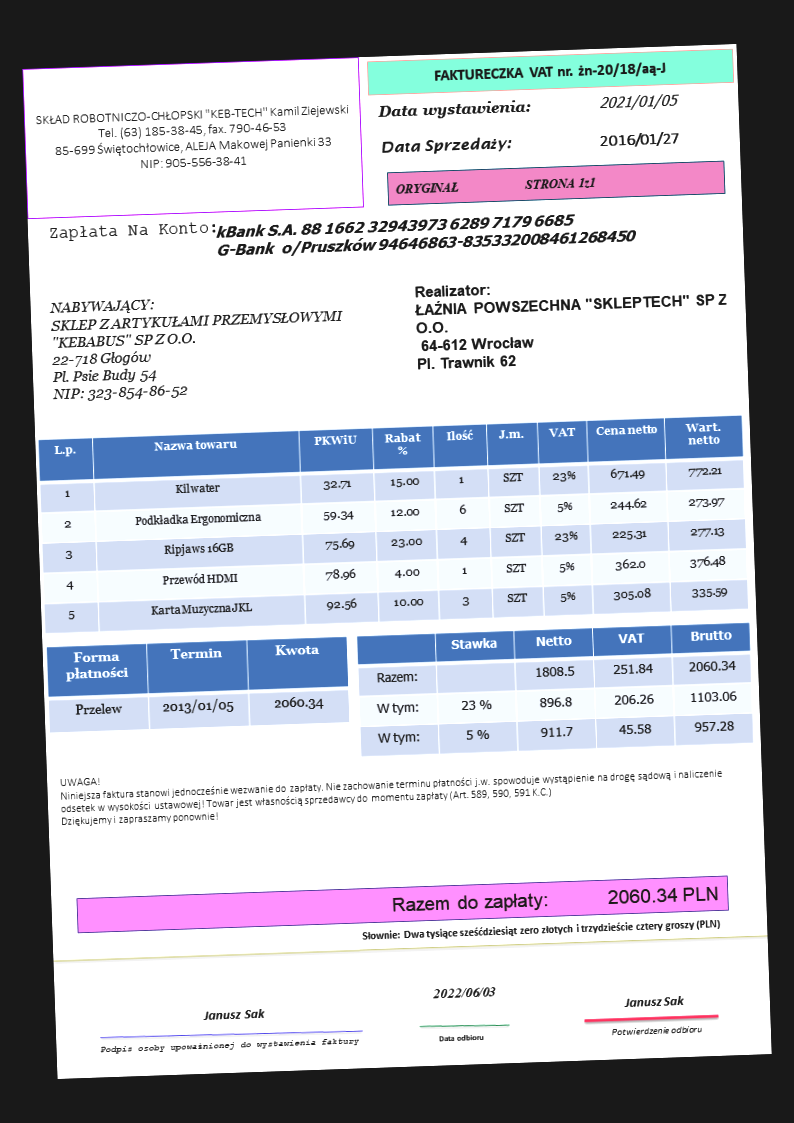 SKŁAD ROBOTNICZO-CHŁOPSKI "KEB-TECH" Kamil Ziejewski
Tel. (63) 185-38-45, fax. 790-46-53
85-699 Świętochłowice, ALEJA Makowej Panienki 33
NIP: 905-556-38-41
FAKTURECZKA VAT nr. żn-20/18/aą-J
Data wystawienia: 2021/01/05
Data Sprzedaży: 2016/01/27
ORYGINAŁ STRONA 1z1
Zapłata Na Konto: kBank S.A. 88 1662 32943973 6289 7179 6685
G-Bank o/Pruszków 94646863-835332008461268450
NABYWAJĄCY:
SKLEP Z ARTYKUŁAMI PRZEMYSŁOWYMI
"KEBABUS" SP Z O.O.
22-718 Głogów
Pl. Psie Budy 54
NIP: 323-854-86-52
Realizator:
ŁAŹNIA POWSZECHNA "SKLEPTECH" SP Z
O.O.
64-612 Wrocław
Pl. Trawnik 62
L.p. Nazwa towaru PKWiU Rabat % Ilość J.m. VAT Cena netto Wart. netto
1 Kilwater 32.71 15.00 1 SZT 23% 671.49 772.21
2 Podkładka Ergonomiczna 59.34 12.00 6 SZT 5% 244.62 273.97
3 Ripjaws 16GB 75.69 23.00 4 SZT 23% 225.31 277.13
4 Przewód HDMI 78.96 4.00 1 SZT 5% 362.0 376.48
5 Karta Muzyczna JKL 92.56 10.00 3 SZT 5% 305.08 335.59
Forma płatności Termin Kwota
Przelew 2013/01/05 2060.34
Stawka Netto VAT Brutto
Razem: 1808.5 251.84 2060.34
W tym: 23 % 896.8 206.26 1103.06
W tym: 5 % 911.7 45.58 957.28
UWAGA!
Niniejsza faktura stanowi jednocześnie wezwanie do zapłaty. Nie zachowanie terminu płatności j.w. spowoduje wystąpienie na drogę sądową i naliczenie
odsetek w wysokości ustawowej! Towar jest własnością sprzedawcy do momentu zapłaty (Art. 589, 590, 591 K.C.)
Dziękujemy i zapraszamy ponownie!
Razem do zapłaty: 2060.34 PLN
Słownie: Dwa tysiące sześćdziesiąt zero złotych i trzydzieście cztery groszy (PLN)
Janusz Sak
Podpis osoby upoważnionej do wystawienia faktury
2022/06/03
Data odbioru
Janusz Sak
Potwierdzenie odbioru